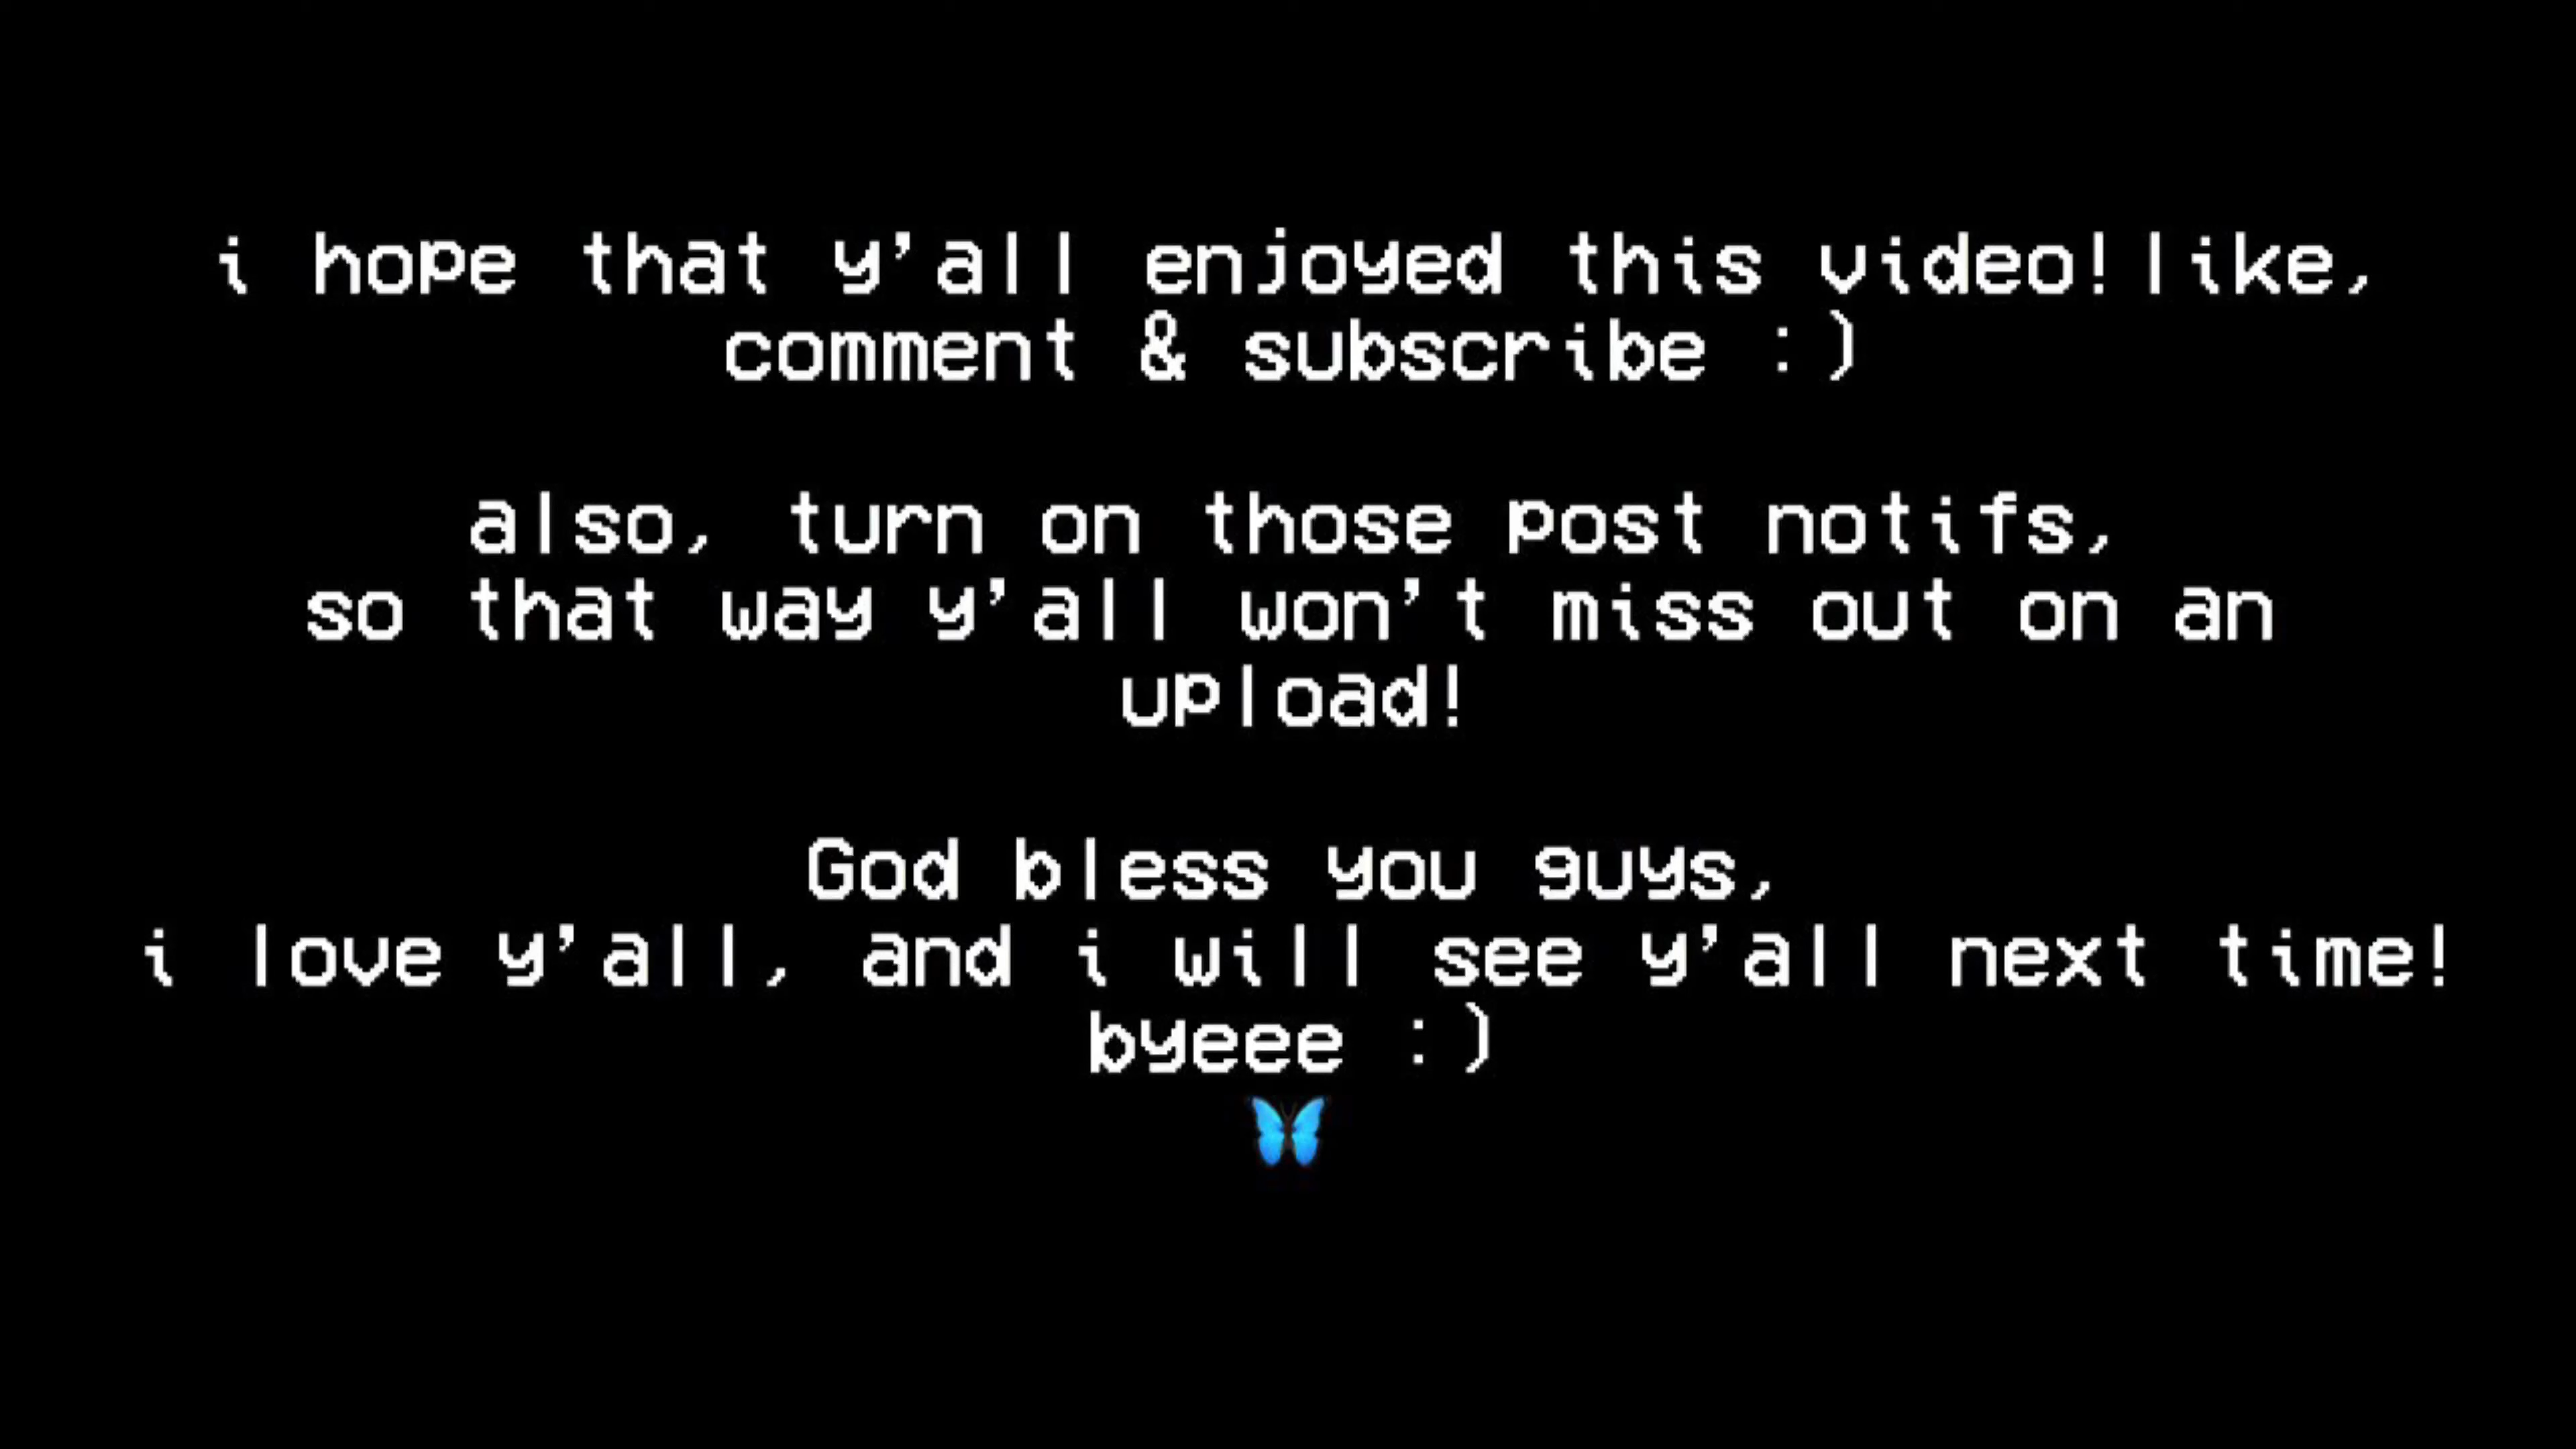 i hope that y'all enjoyed this video!like,
comment & subscribe :)
also, turn on those post notifs,
so that way y'all won't miss out on an
upload!
God bless you guys,
i love y'all, and i will see y'all next time!
byeee :)
🦋